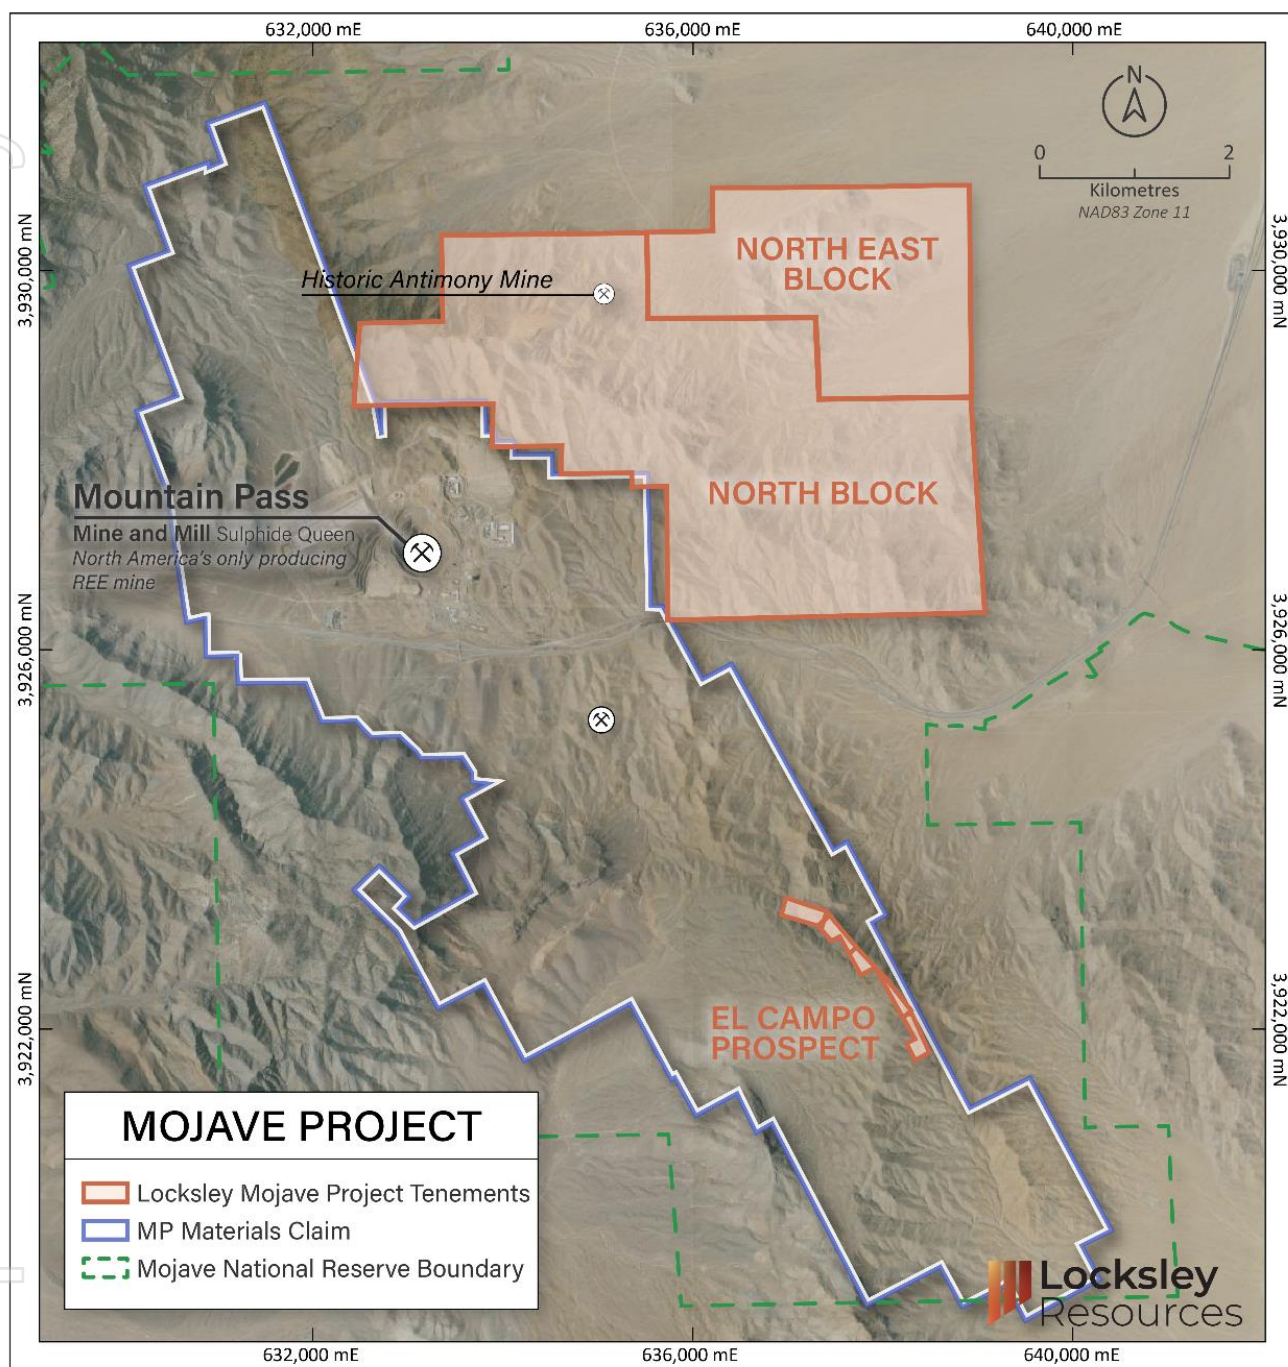 632,000 mE
636,000 mE
640,000 mE
N
0
2
Kilometres
NAD83 Zone 11
3,930,000 mN
3,930,000 mN
NORTH EAST
BLOCK
Historic Antimony Mine
NORTH BLOCK
Mountain Pass
Mine and Mill Sulphide Queen
North America's only producing
REE mine
3,926,000 mN
3,926,000 mN
EL CAMPO
PROSPECT
3,922,000 mN
3,922,000 mN
MOJAVE PROJECT
Locksley Mojave Project Tenements
MP Materials Claim
Mojave National Reserve Boundary
Locksley
Resources
632,000 mE
636,000 mE
640,000 mE